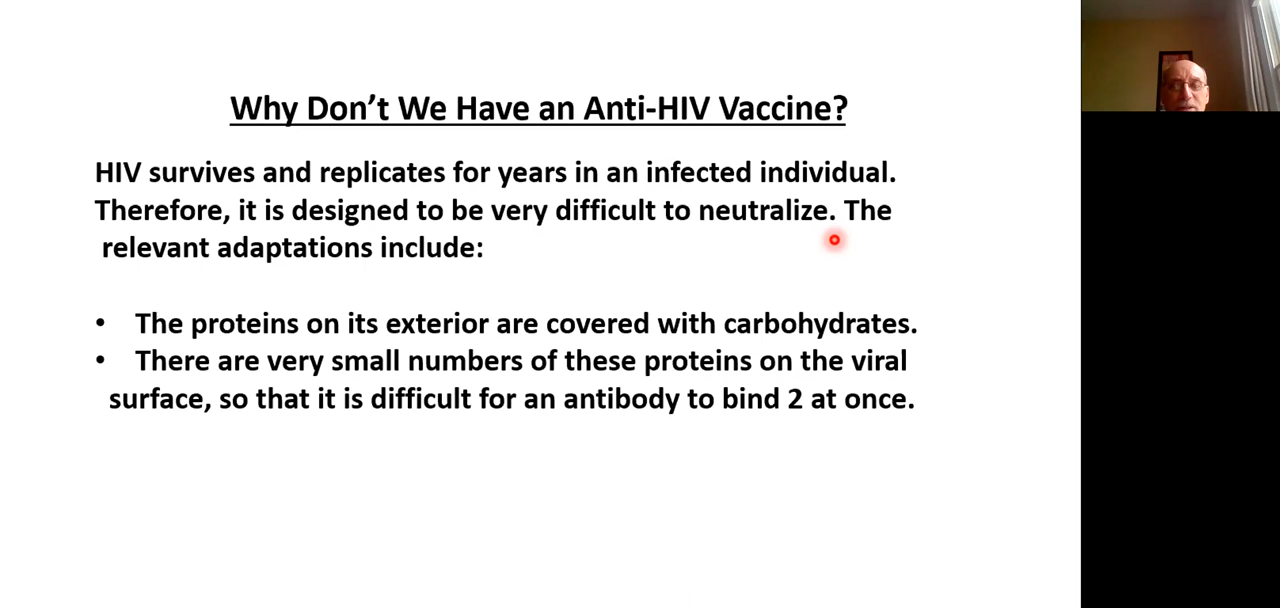 Why Don’t We Have an Anti-HIV Vaccine?
HIV survives and replicates for years in an infected individual.
Therefore, it is designed to be very difficult to neutralize. The
relevant adaptations include:
• The proteins on its exterior are covered with carbohydrates.
• There are very small numbers of these proteins on the viral
surface, so that it is difficult for an antibody to bind 2 at once.